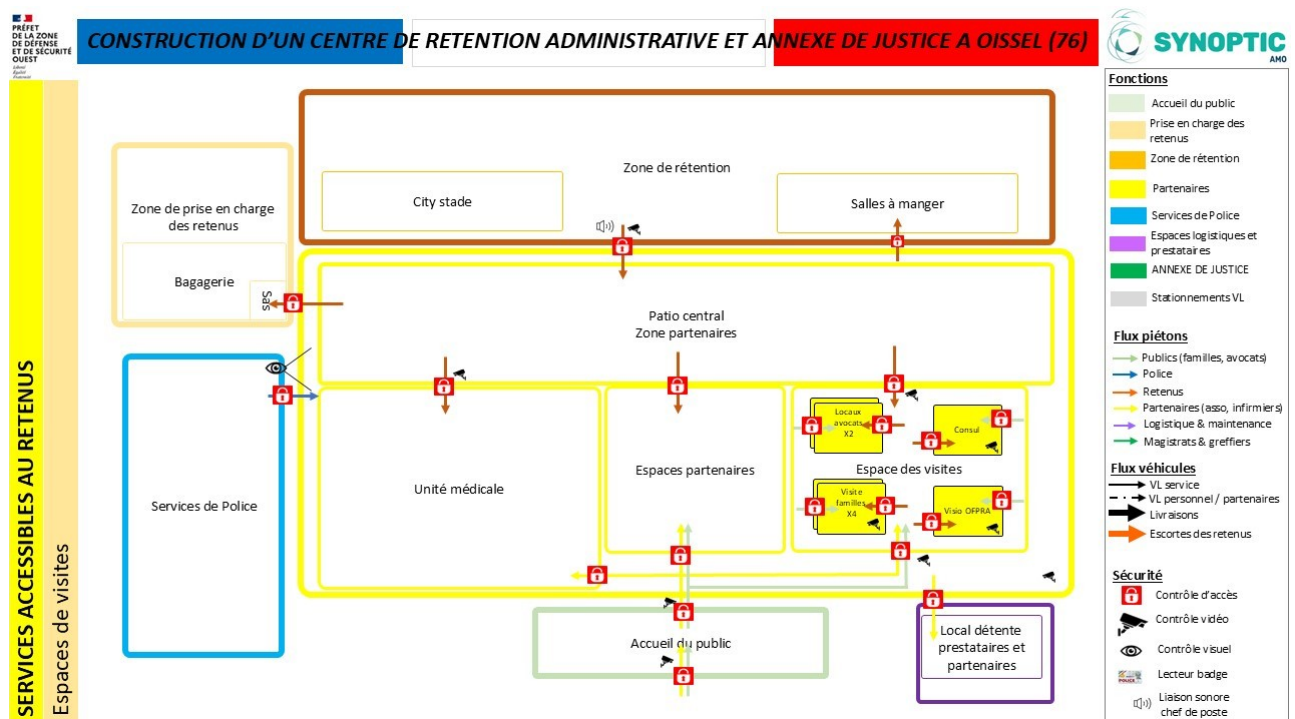 PRÉFET
DE LA ZONE
DE DÉFENSE
ET DE SÉCURITÉ
OUEST
Liberté
Égalité
Fraternité
CONSTRUCTION D'UN CENTRE DE RETENTION ADMINISTRATIVE ET ANNEXE DE JUSTICE A OISSEL (76)
SYNOPTIC
AMO
SERVICES ACCESSIBLES AU RETENUS
Espaces de visites
Zone de rétention
City stade
Salles à manger
Zone de prise en charge
des retenus
Bagagerie
Sas
Patio central
Zone partenaires
Services de Police
Unité médicale
Espaces partenaires
Locaux
avocats
X2
Consul
Espace des visites
Visite
familles
X4
Visio OFPRA
Accueil du public
Local détente
prestataires et
partenaires
Fonctions
Accueil du public
Prise en charge des
retenus
Zone de rétention
Partenaires
Services de Police
Espaces logistiques et
prestataires
ANNEXE DE JUSTICE
Stationnements VL
Flux piétons
Publics (familles, avocats)
Police
Retenus
Partenaires (asso, infirmiers)
Logistique & maintenance
Magistrats & greffiers
Flux véhicules
VL service
VL personnel / partenaires
Livraisons
Escortes des retenus
Sécurité
Contrôle d'accès
Contrôle vidéo
Contrôle visuel
Lecteur badge
Liaison sonore
chef de poste